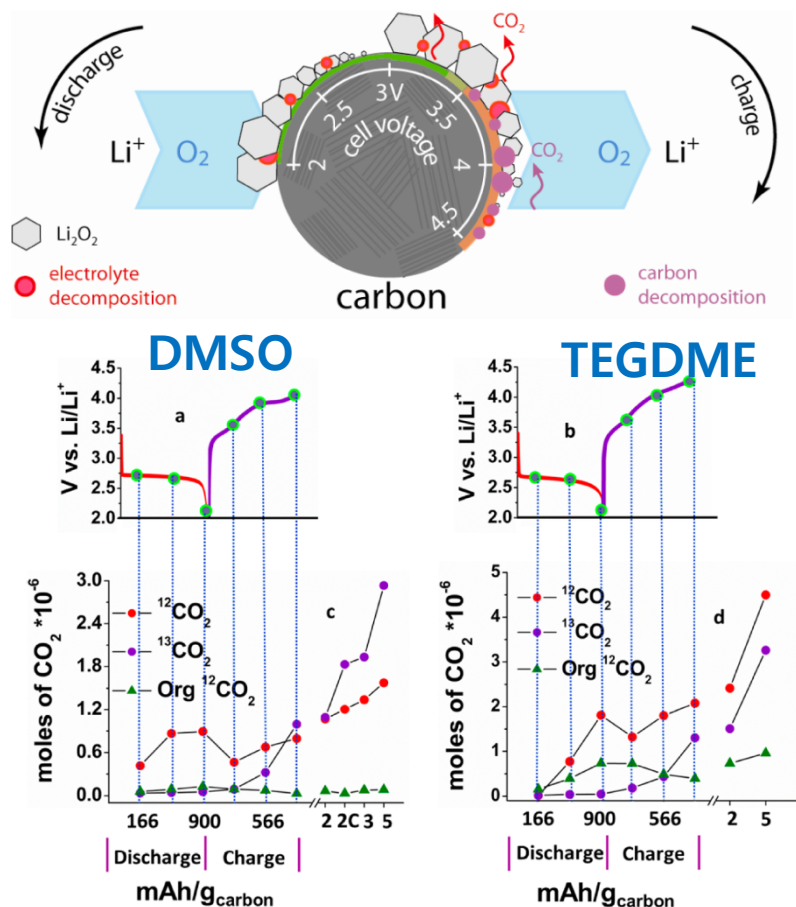 discharge
charge
CO2
CO2
2
2.5
3V
3.5
4
4.5
cell voltage
Li+
O2
O2
Li+
Li2O2
electrolyte
decomposition
carbon
carbon
decomposition
DMSO
TEGDME
V vs. Li/Li+
4.5
4.0
3.5
3.0
2.5
2.0
a
V vs. Li/Li+
4.5
4.0
3.5
3.0
2.5
2.0
b
moles of CO2 *10-6
3.0
2.4
1.8
1.2
0.6
0.0
12CO2
13CO2
Org 12CO2
c
166 900 566 2 2C 3 5
Discharge Charge
mAh/gcarbon
moles of CO2 *10-6
5
4
3
2
1
0
12CO2
13CO2
Org 12CO2
d
166 900 566 2 5
Discharge Charge
mAh/gcarbon